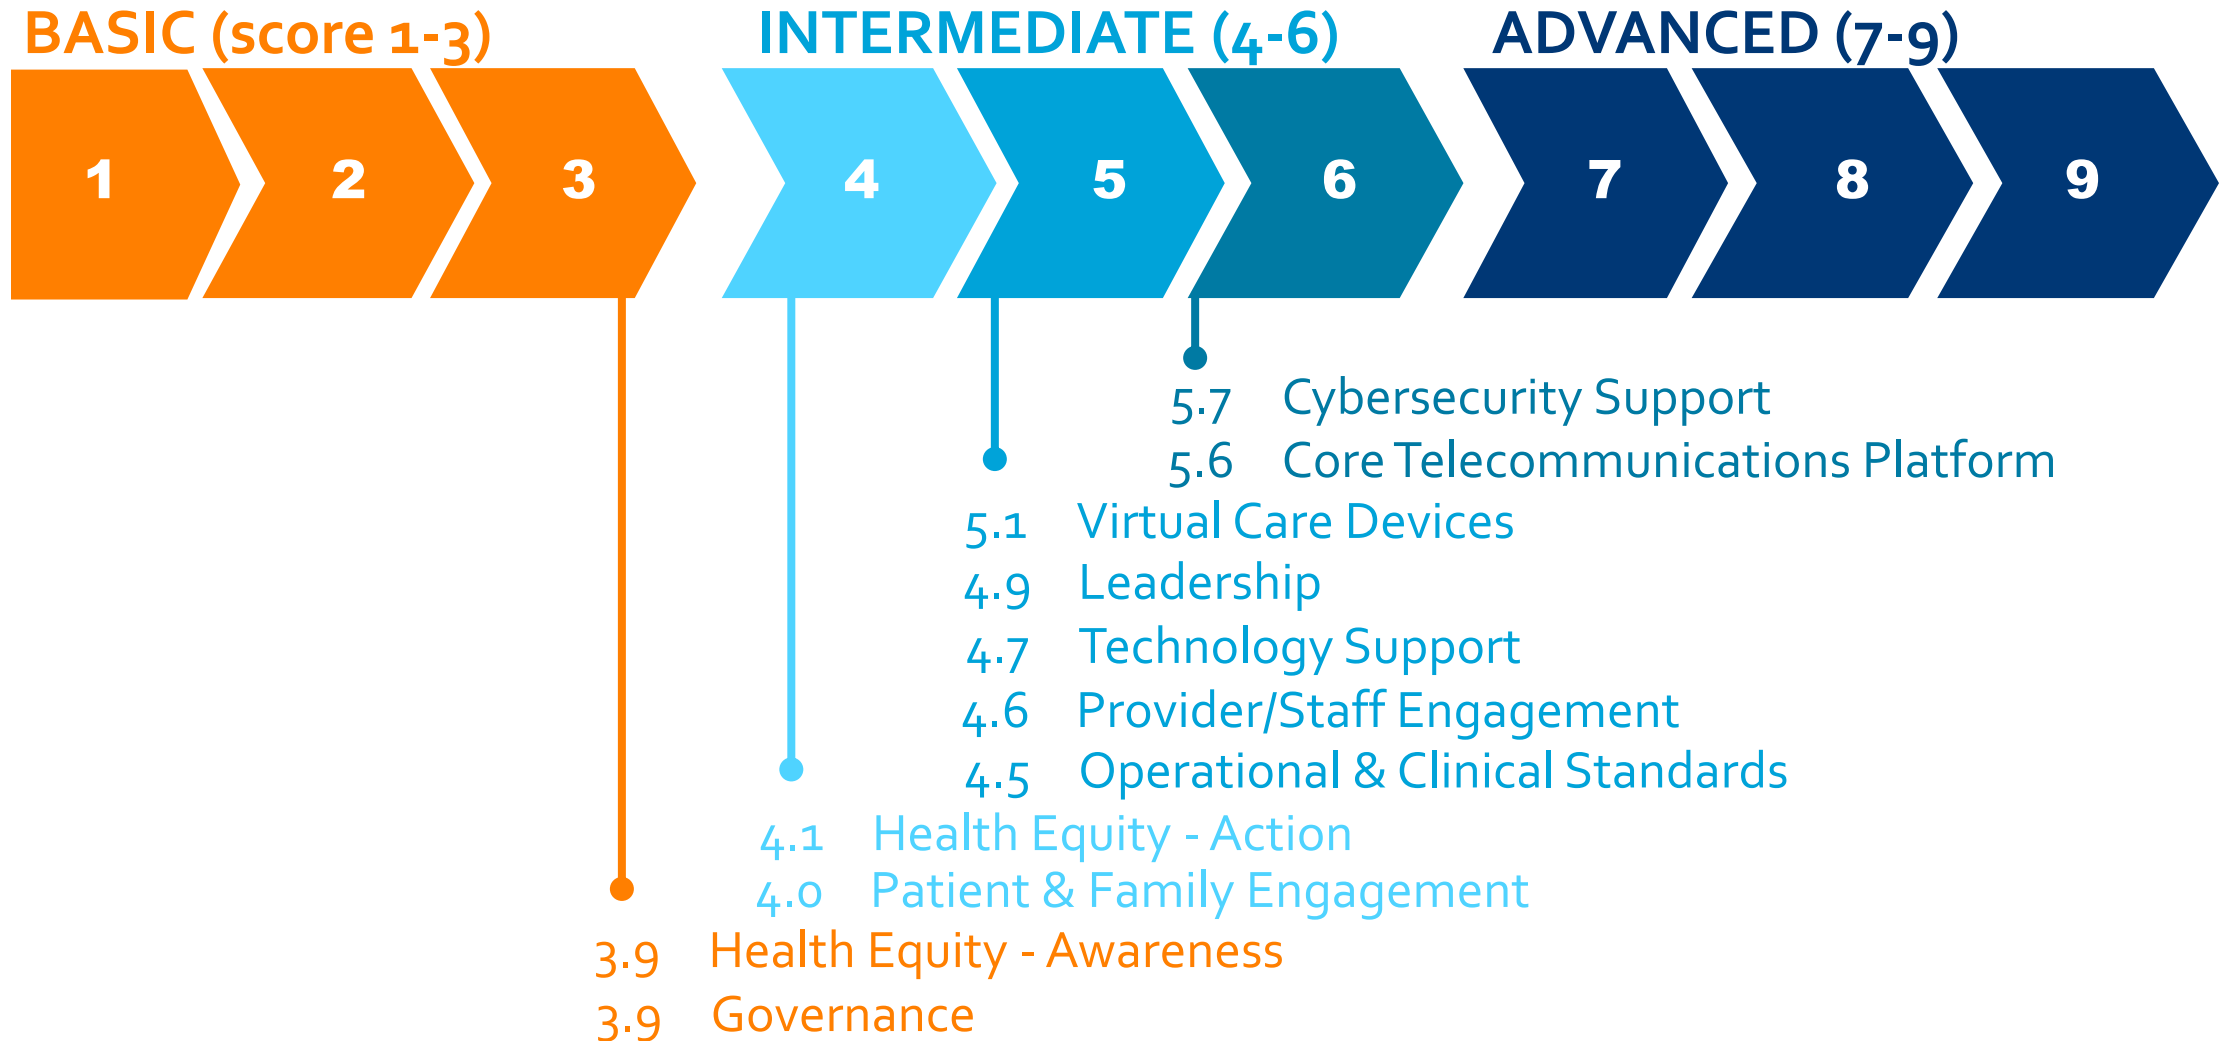 BASIC (score 1-3)
INTERMEDIATE (4-6)
ADVANCED (7-9)
1
2
3
4
5
6
7
8
9
5.7 Cybersecurity Support
5.6 Core Telecommunications Platform
5.1 Virtual Care Devices
4.9 Leadership
4.7 Technology Support
4.6 Provider/Staff Engagement
4.5 Operational & Clinical Standards
4.1 Health Equity - Action
4.0 Patient & Family Engagement
3.9 Health Equity - Awareness
3.9 Governance